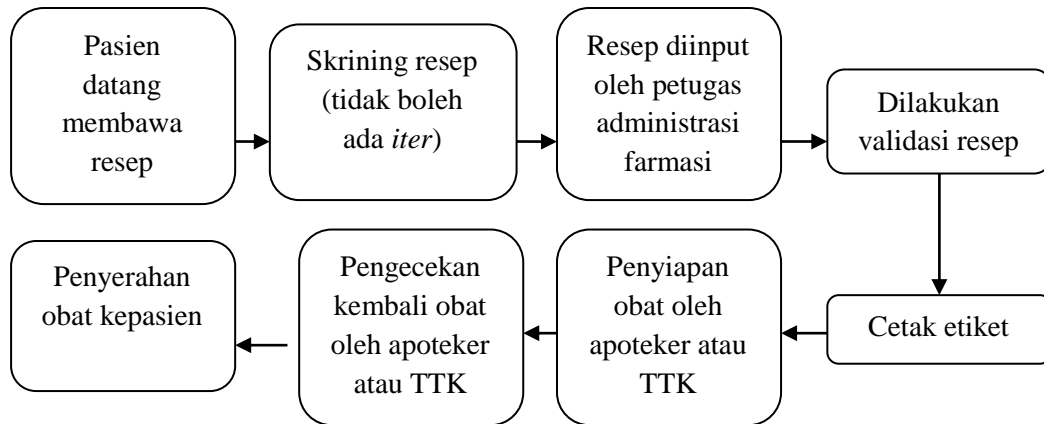 Pasien
datang
membawa
resep
Skrining resep
(tidak boleh
ada iter)
Resep diinput
oleh petugas
administrasi
farmasi
Dilakukan
validasi resep
Cetak etiket
Penyiapan
obat oleh
apoteker atau
TTK
Pengecekan
kembali obat
oleh apoteker
atau TTK
Penyerahan
obat kepasien